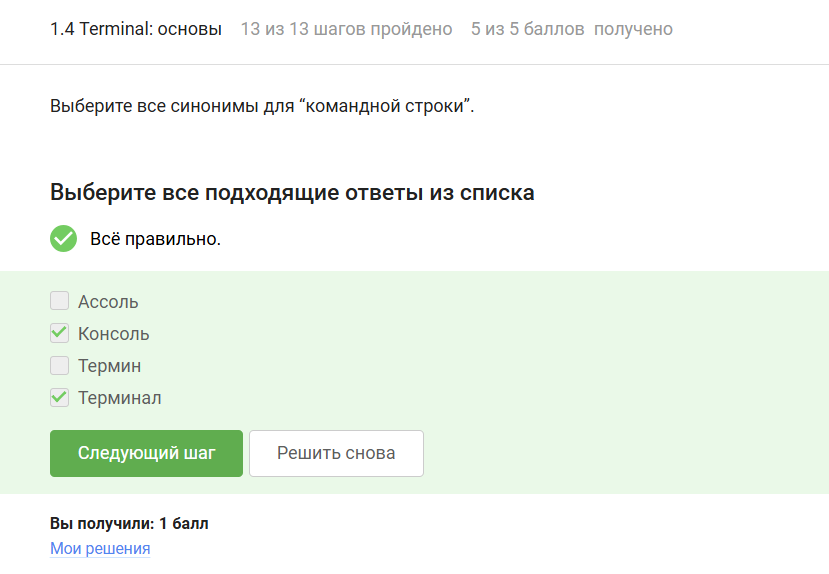 1.4 Terminal: основы 13 из 13 шагов пройдено 5 из 5 баллов получено
Выберите все синонимы для “командной строки”.
Выберите все подходящие ответы из списка
Всё правильно.
Ассоль
Консоль
Термин
Терминал
Следующий шаг Решить снова
Вы получили: 1 балл
Мои решения